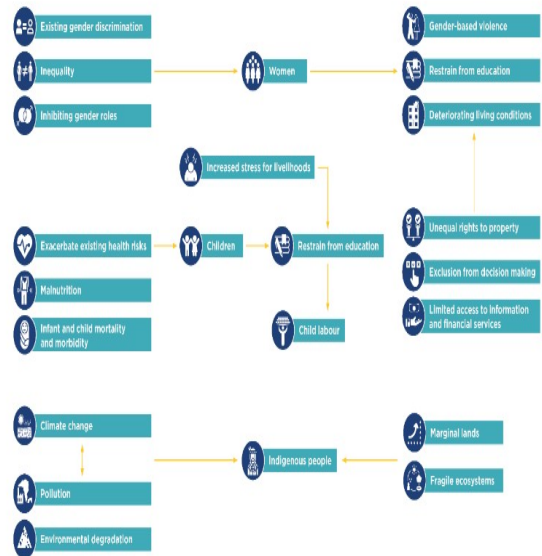 Existing gender discrimination
Inequality
Inhibiting gender roles
Women
Gender-based violence
Restrain from education
Deteriorating living conditions
Increased stress for livelihoods
Exacerbate existing health risks
Children
Restrain from education
Unequal rights to property
Malnutrition
Exclusion from decision making
Infant and child mortality
and morbidity
Child labour
Limited access to information
and financial services
Climate change
Pollution
Environmental degradation
Indigenous people
Marginal lands
Fragile ecosystems